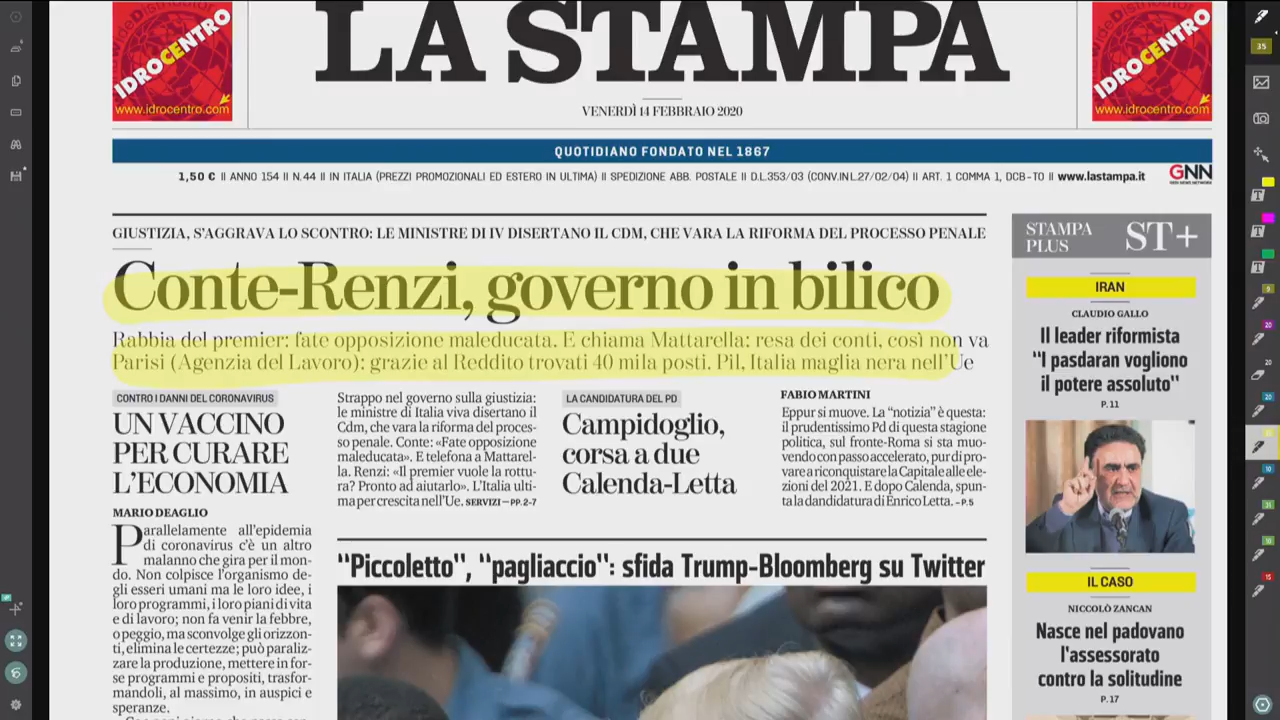 LA STAMPA
IDROCENTRO
www.idrocentro.com
IDROCENTRO
www.idrocentro.com
VENERDÌ 14 FEBBRAIO 2020
QUOTIDIANO FONDATO NEL 1867
1,50 € II ANNO 154 II N.44 II IN ITALIA (PREZZI PROMOZIONALI ED ESTERO IN ULTIMA) II SPEDIZIONE ABB. POSTALE II D.L.353/03 (CONV.IN L.27/02/04) II ART. 1 COMMA 1, DCB-TO II www.lastampa.it
GNN
GIUSTIZIA, S'AGGRAVA LO SCONTRO: LE MINISTRE DI IV DISERTANO IL CDM, CHE VARA LA RIFORMA DEL PROCESSO PENALE
Conte-Renzi, governo in bilico
Rabbia del premier: fate opposizione maleducata. E chiama Mattarella: resa dei conti, così non va
Parisi (Agenzia del Lavoro): grazie al Reddito trovati 40 mila posti. Pil, Italia maglia nera nell'Ue
CONTRO I DANNI DEL CORONAVIRUS
UN VACCINO
PER CURARE
L'ECONOMIA
MARIO DEAGLIO
Parallelamente all'epidemia
di coronavirus c'è un altro
malanno che gira per il mon-
do. Non colpisce l'organismo de-
gli esseri umani ma le loro idee, i
loro programmi, i loro piani di vita
e di lavoro; non fa venir la febbre,
o peggio, ma sconvolge gli orizzon-
ti, elimina le certezze; può paraliz-
zare la produzione, mettere in for-
se programmi e propositi, trasfor-
mandoli, al massimo, in auspici e
speranze.
Strappo nel governo sulla giustizia:
le ministre di Italia viva disertano il
Cdm, che vara la riforma del proces-
so penale. Conte: «Fate opposizione
maleducata». E telefona a Mattarel-
la. Renzi: «Il premier vuole la rottu-
ra? Pronto ad aiutarlo». L'Italia ulti-
ma per crescita nell'Ue. SERVIZI – PP. 2-7
LA CANDIDATURA DEL PD
Campidoglio,
corsa a due
Calenda-Letta
FABIO MARTINI
Eppur si muove. La "notizia" è questa:
il prudentissimo Pd di questa stagione
politica, sul fronte-Roma si sta muo-
vendo con passo accelerato, pur di pro-
vare a riconquistare la Capitale alle ele-
zioni del 2021. E dopo Calenda, spun-
ta la dandidatura di Enrico Letta. – P. 5
"Piccoletto", "pagliaccio": sfida Trump-Bloomberg su Twitter
STAMPA
PLUS
ST+
IRAN
CLAUDIO GALLO
Il leader riformista
"I pasdaran vogliono
il potere assoluto"
P. 11
IL CASO
NICCOLÒ ZANCAN
Nasce nel padovano
l'assessorato
contro la solitudine
P. 17